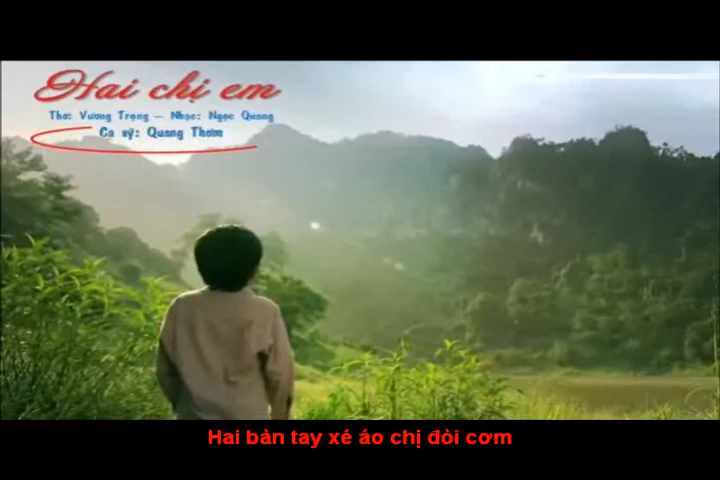 Hai chị em
Thơ: Vương Trọng – Nhạc: Ngọc Quang
Ca sỹ: Quang Thơm
Hai bàn tay xé áo chị đòi cơm